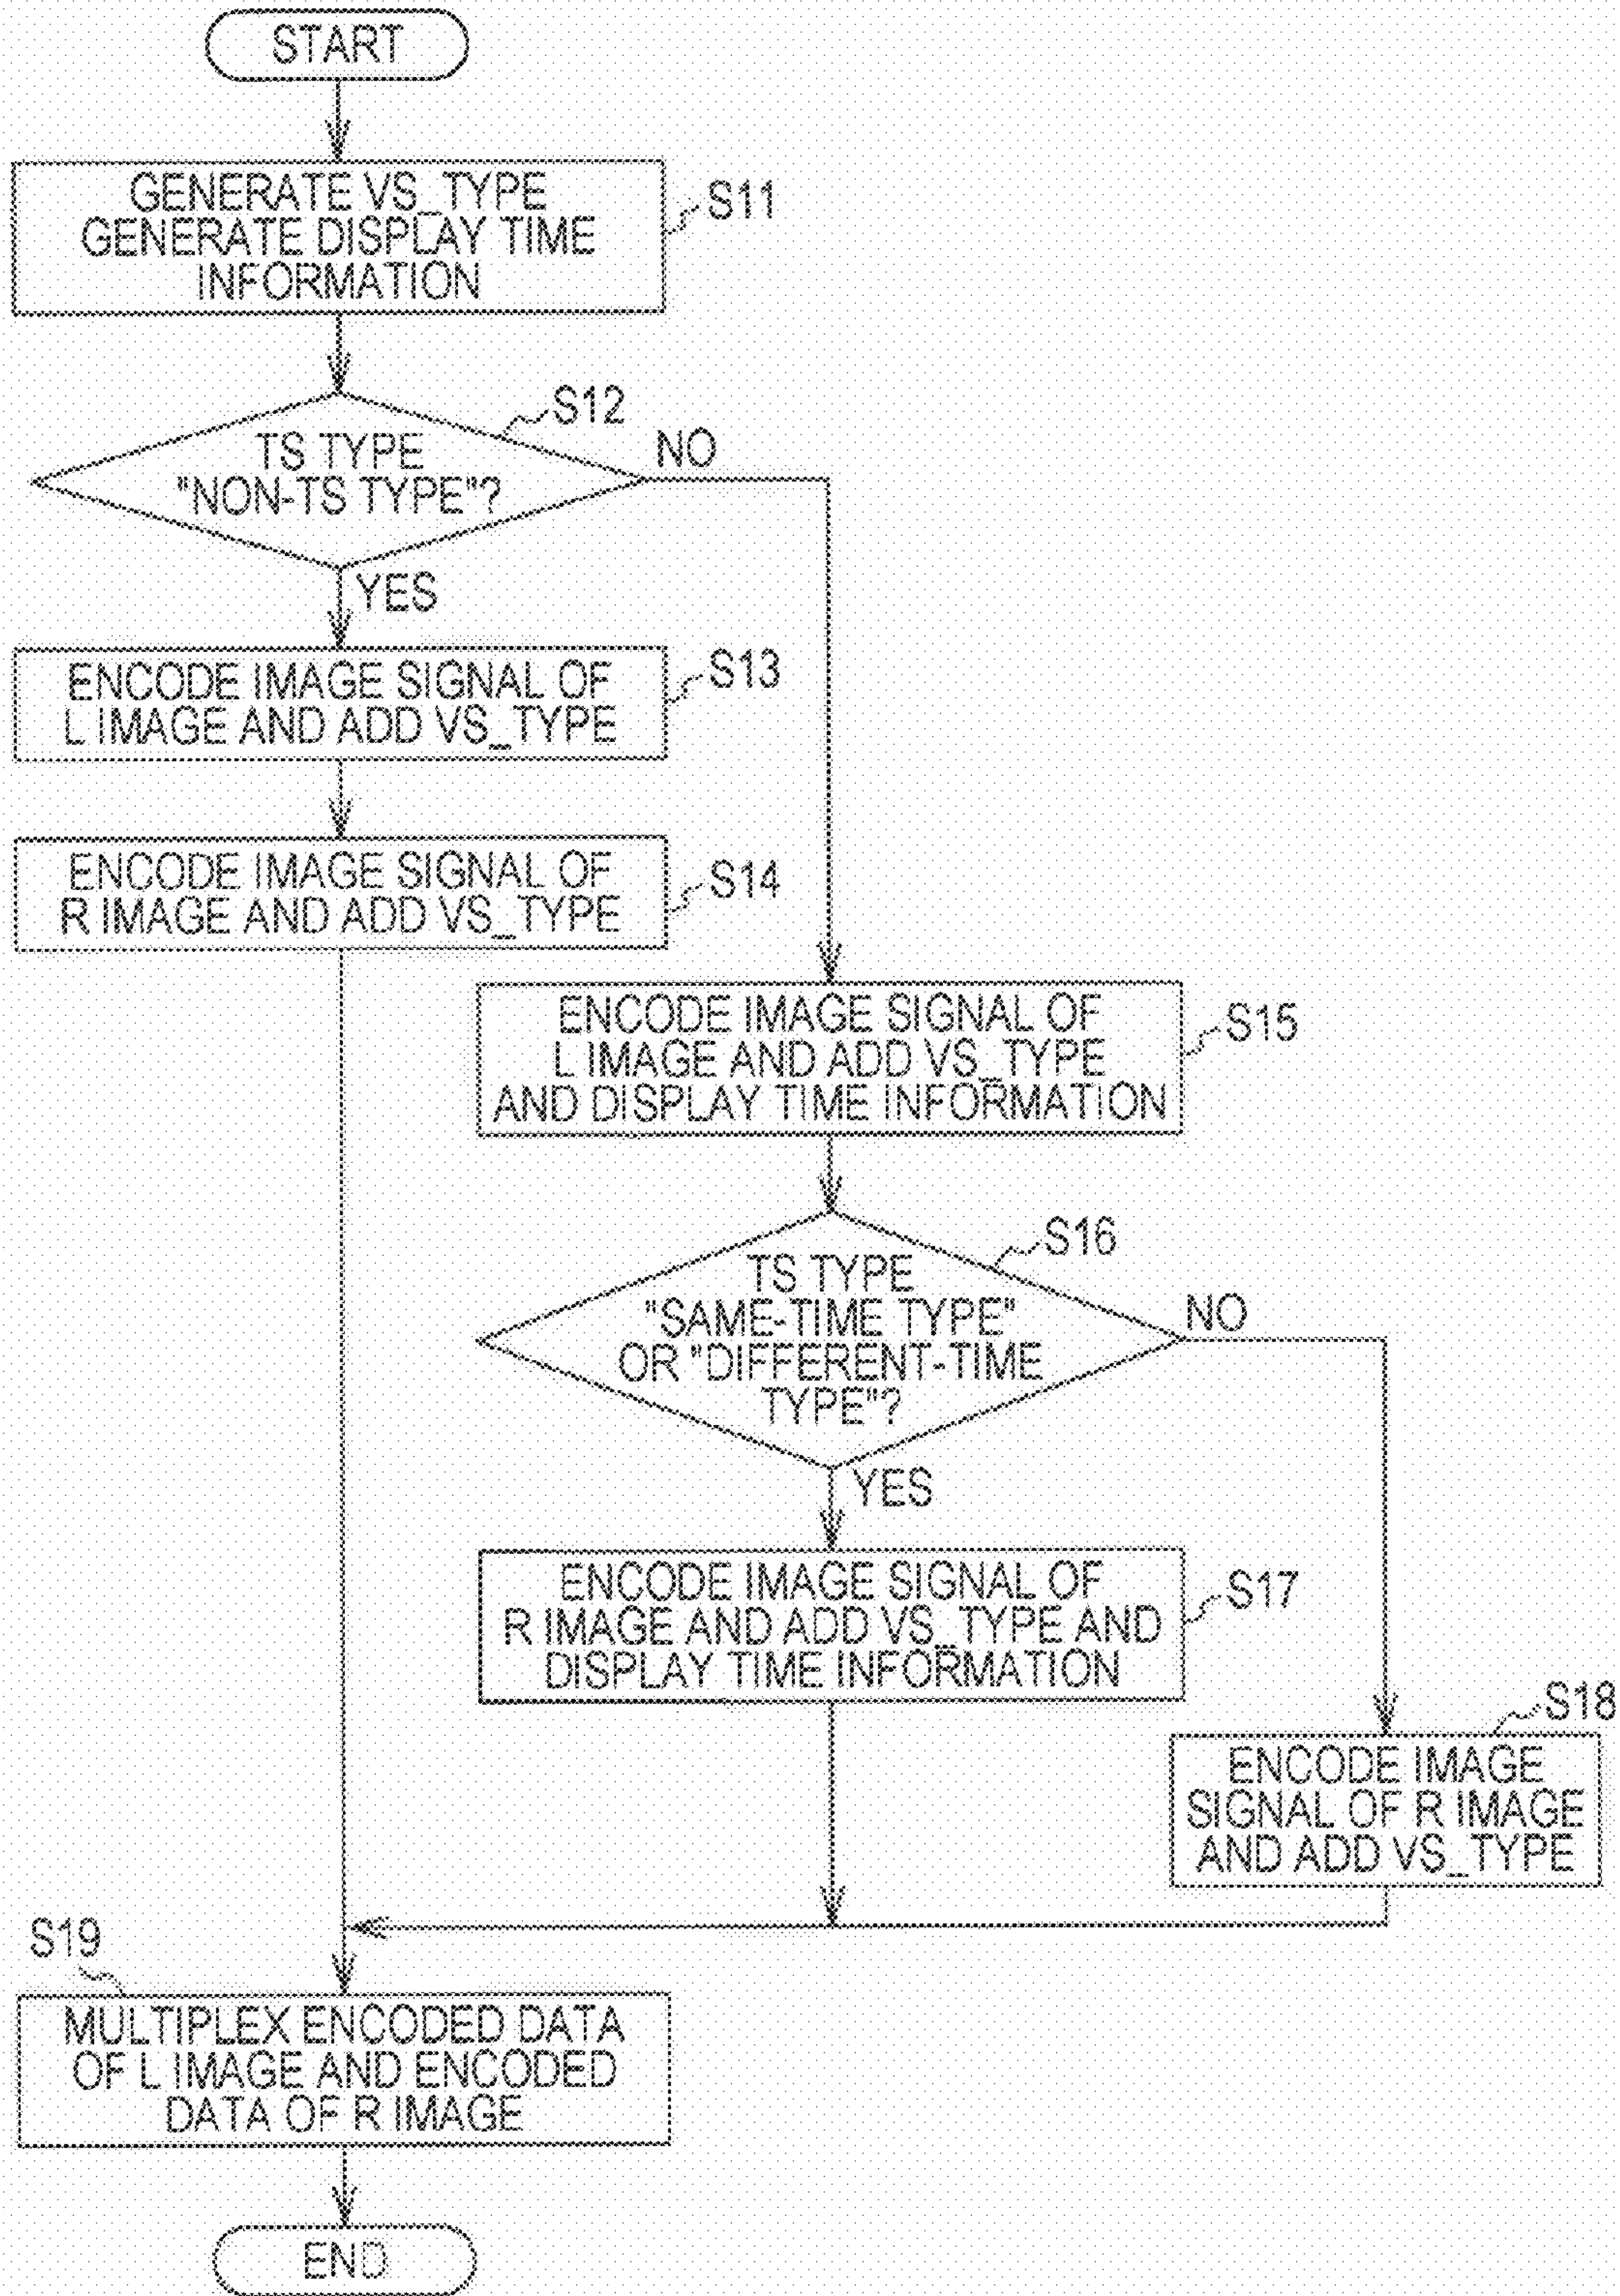 START
GENERATE VS_TYPE
GENERATE DISPLAY TIME
INFORMATION
S11
S12
TS TYPE
"NON-TS TYPE"?
NO
YES
ENCODE IMAGE SIGNAL OF
L IMAGE AND ADD VS_TYPE
S13
ENCODE IMAGE SIGNAL OF
R IMAGE AND ADD VS_TYPE
S14
ENCODE IMAGE SIGNAL OF
L IMAGE AND ADD VS_TYPE
AND DISPLAY TIME INFORMATION
S15
S16
TS TYPE
"SAME-TIME TYPE"
OR "DIFFERENT-TIME
TYPE"?
NO
YES
ENCODE IMAGE SIGNAL OF
R IMAGE AND ADD VS_TYPE AND
DISPLAY TIME INFORMATION
S17
S18
ENCODE IMAGE
SIGNAL OF R IMAGE
AND ADD VS_TYPE
S19
MULTIPLEX ENCODED DATA
OF L IMAGE AND ENCODED
DATA OF R IMAGE
END